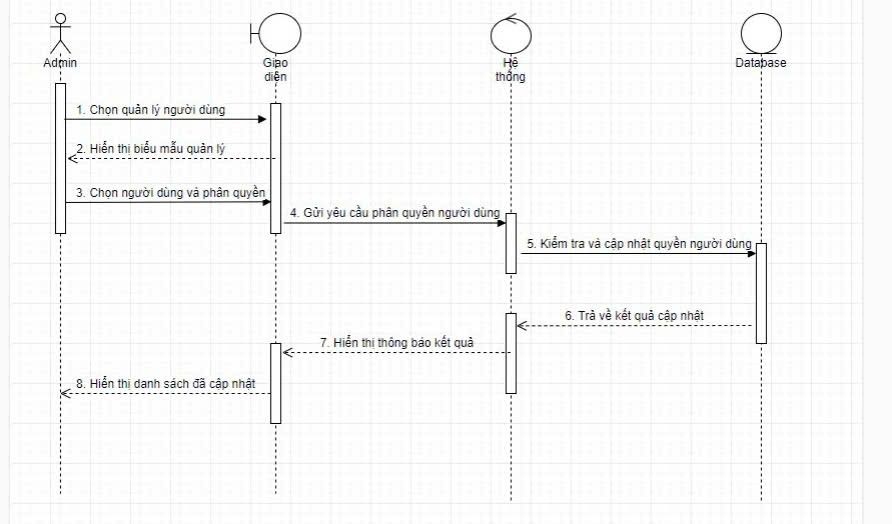 Admin
Giao
diện
Hệ
thống
Database
1. Chọn quản lý người dùng
2. Hiển thị biểu mẫu quản lý
3. Chọn người dùng và phân quyền
4. Gửi yêu cầu phân quyền người dùng
5. Kiểm tra và cập nhật quyền người dùng
6. Trả về kết quả cập nhật
7. Hiển thị thông báo kết quả
8. Hiển thị danh sách đã cập nhật